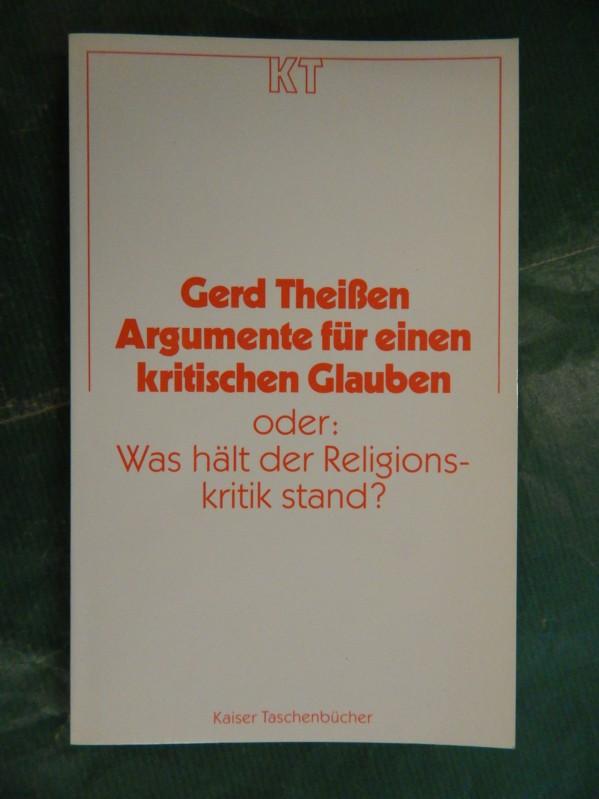 KT
Gerd Theißen
Argumente für einen
kritischen Glauben
oder:
Was hält der Religions-
kritik stand?
Kaiser Taschenbücher